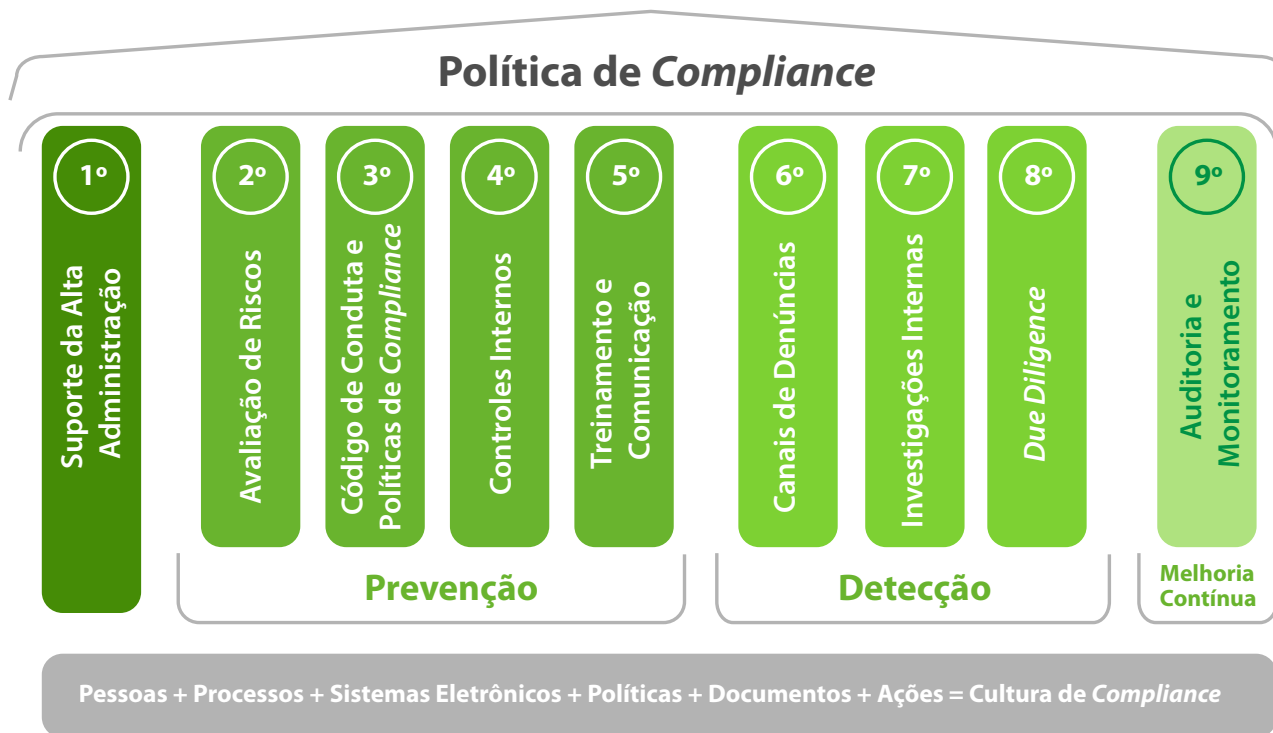 Política de Compliance
1º
Suporte da Alta
Administração
2º
Avaliação de Riscos
3º
Código de Conduta e
Políticas de Compliance
4º
Controles Internos
5º
Treinamento e
Comunicação
6º
Canais de Denúncias
7º
Investigações Internas
8º
Due Diligence
9º
Auditoria e
Monitoramento
Prevenção
Detecção
Melhoria
Contínua
Pessoas + Processos + Sistemas Eletrônicos + Políticas + Documentos + Ações = Cultura de Compliance